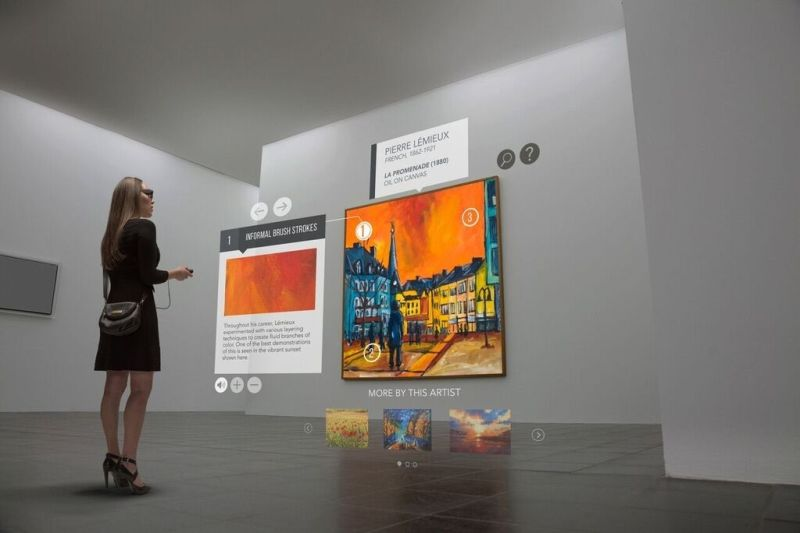 PIERRE LÉMIEUX
FRENCH, 1862-1921
LA PROMENADE (1880)
OIL ON CANVAS
?
1
INFORMAL BRUSH STROKES
Throughout his career, Lémieux
experimented with various layering
techniques to create fluid branches of
color. One of the best demonstrations
of this is seen in the vibrant sunset
shown here.
1
3
2
MORE BY THIS ARTIST